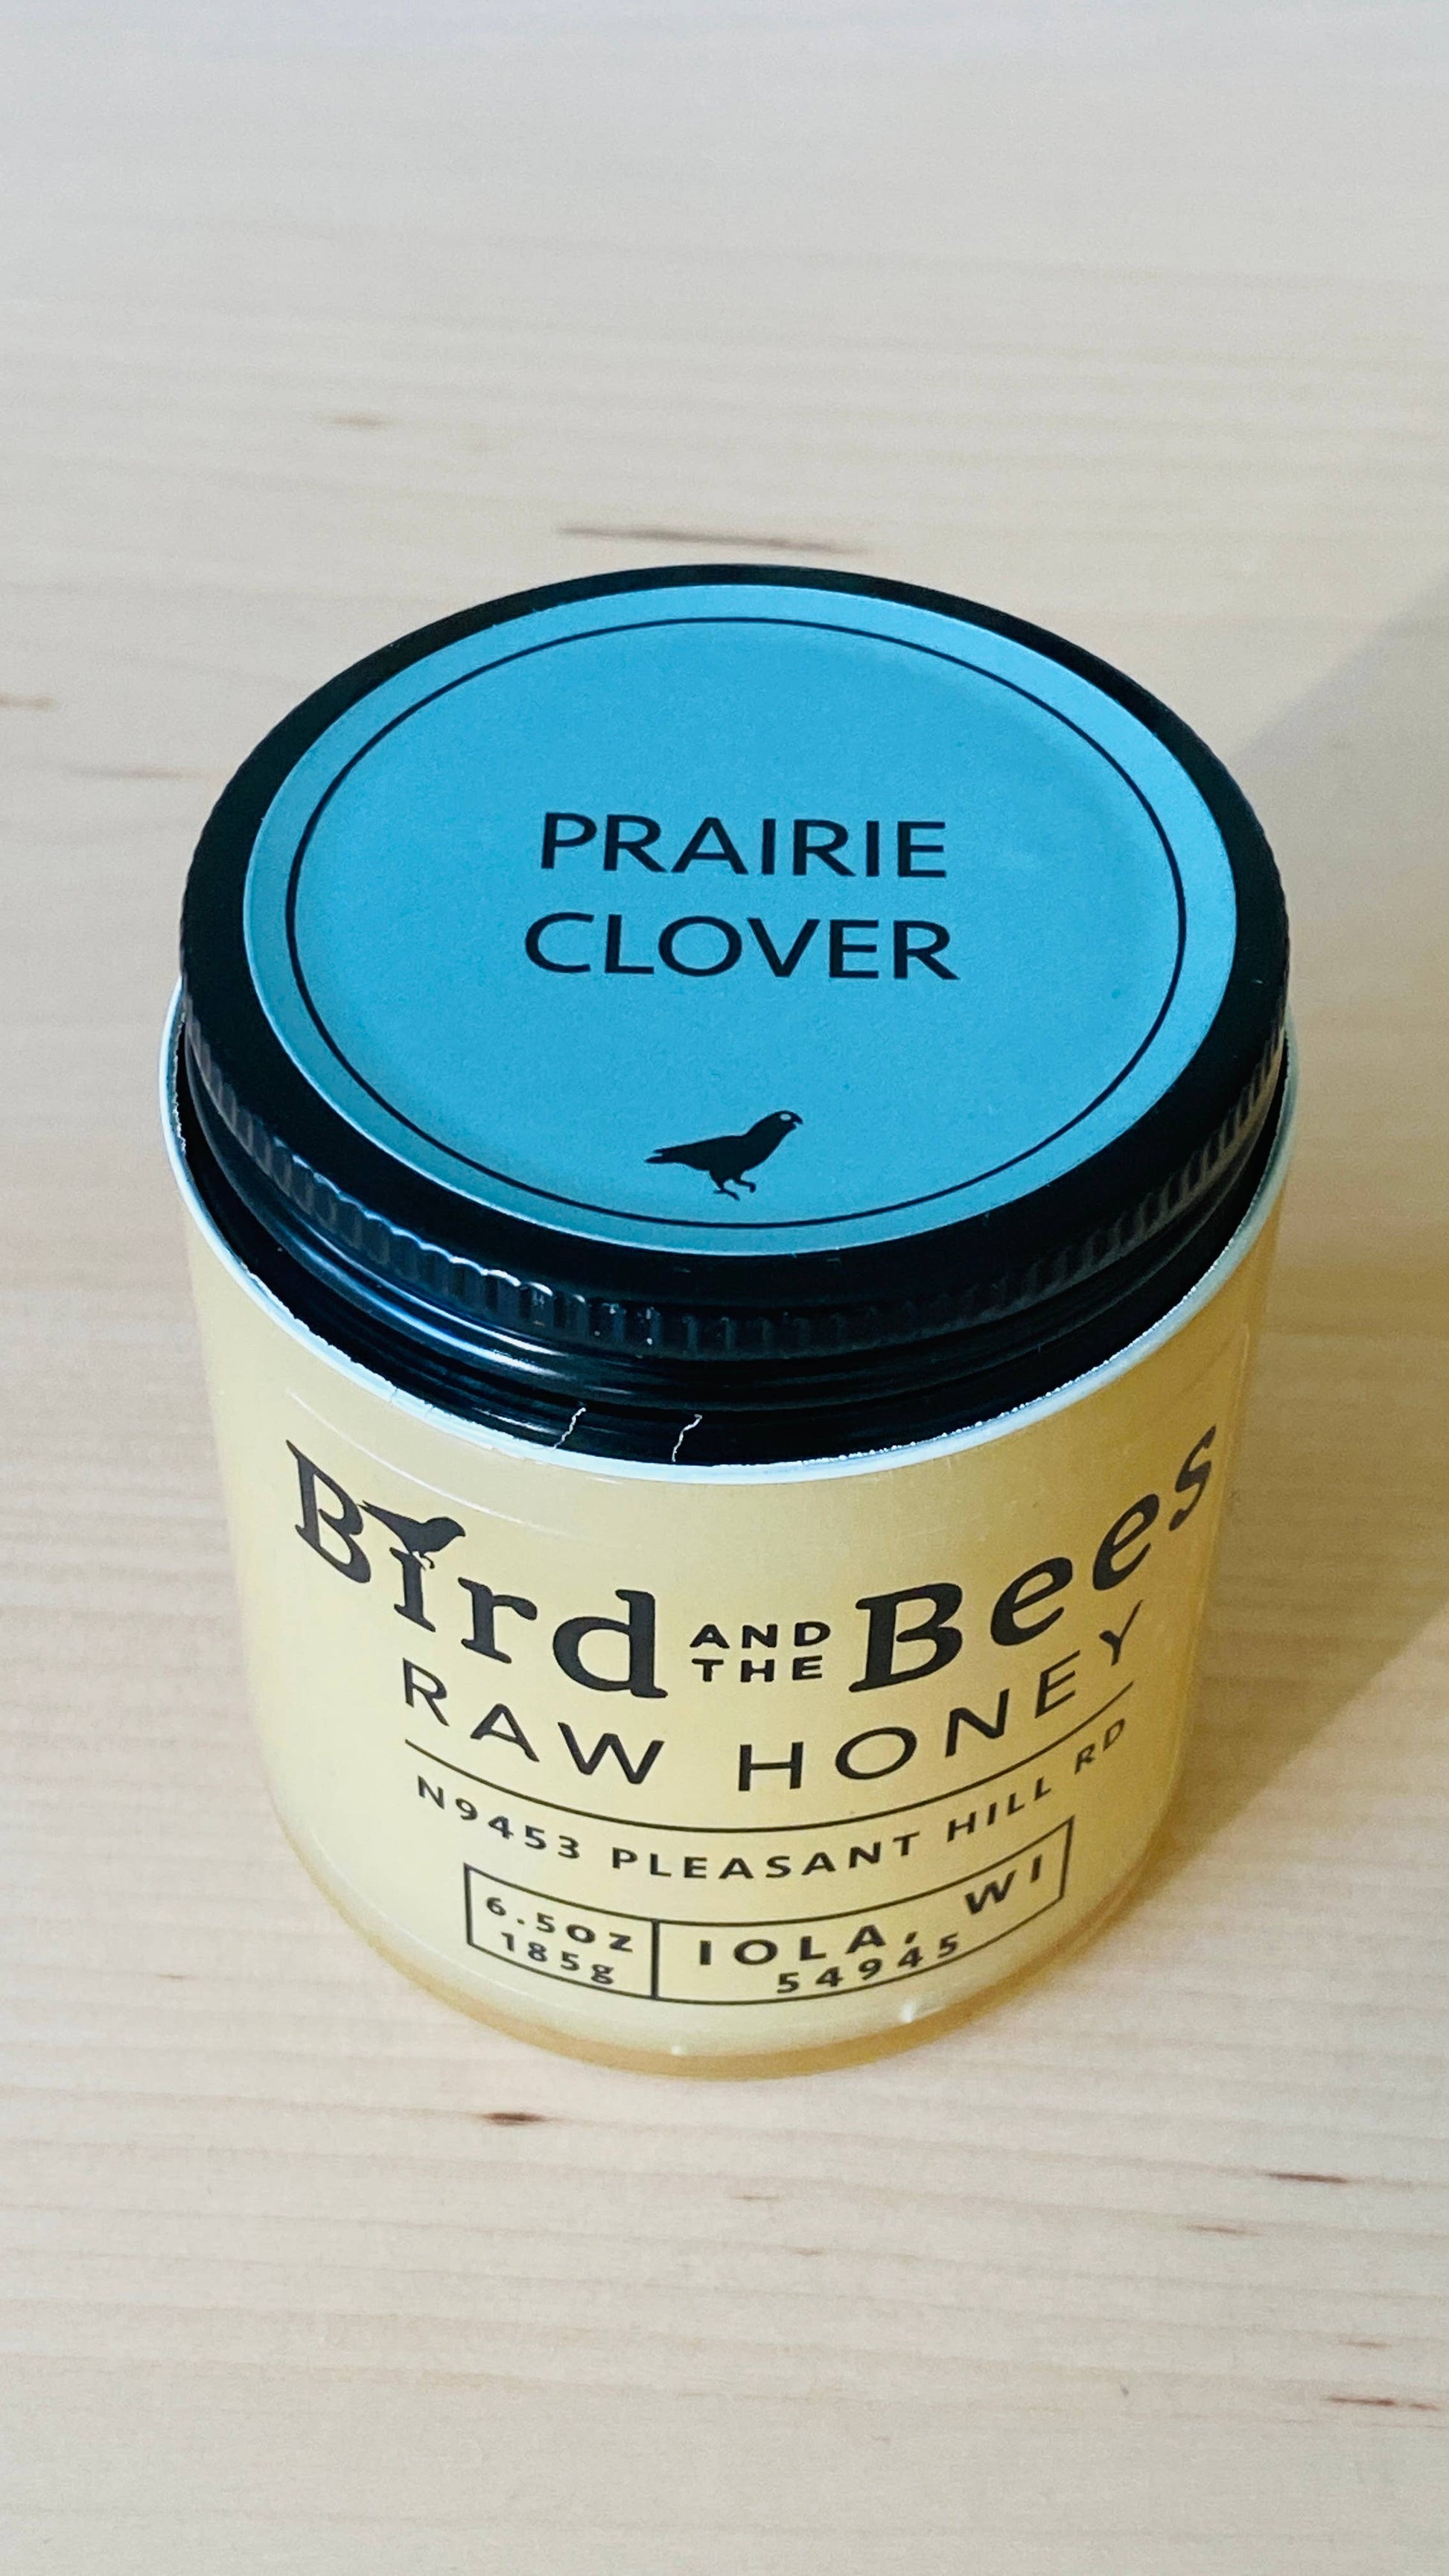 PRAIRIE
CLOVER
Bird AND THE Bees
RAW HONEY
N9453 PLEASANT HILL RD
6.5OZ
185g
IOLA, WI
54945